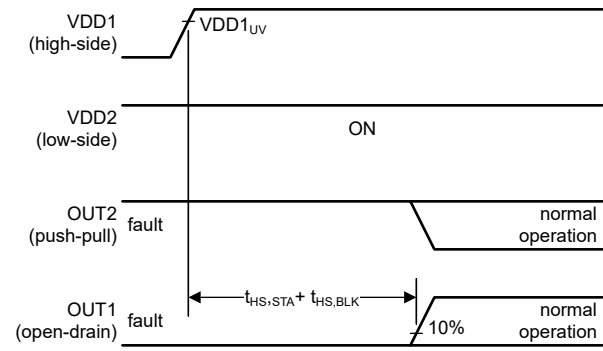 VDD1
(high-side)
VDD1UV
VDD2
(low-side)
ON
OUT2
(push-pull)
fault
normal
operation
tHS,STA + tHS,BLK
OUT1
(open-drain)
fault
10%
normal
operation